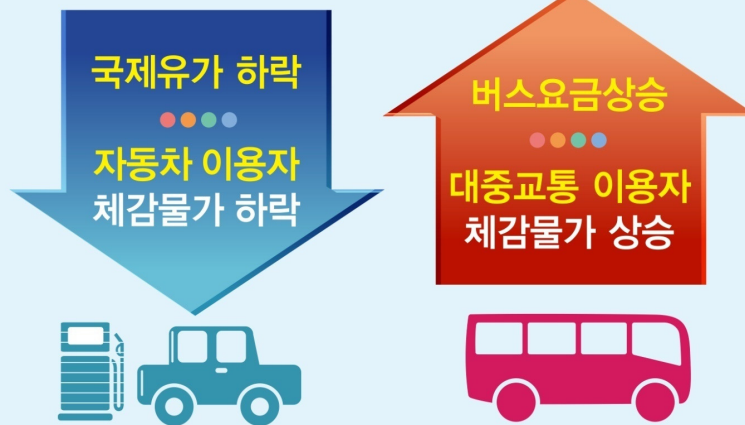 국제유가 하락
자동차 이용자
체감물가 하락
버스요금상승
대중교통 이용자
체감물가 상승